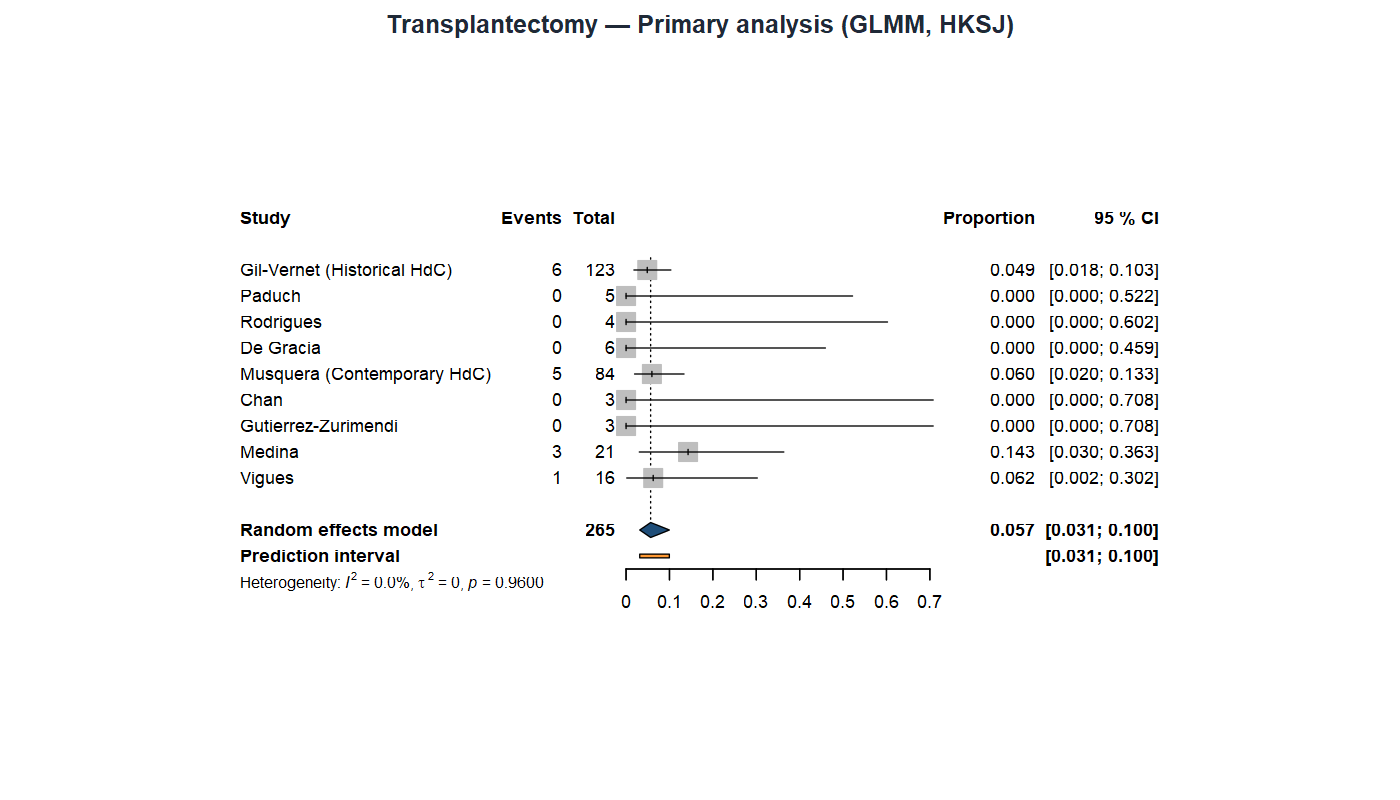 Transplantectomy — Primary analysis (GLMM, HKSJ)
Study Events Total Proportion 95 % CI
Gil-Vernet (Historical HdC) 6 123 0.049 [0.018; 0.103]
Paduch 0 5 0.000 [0.000; 0.522]
Rodrigues 0 4 0.000 [0.000; 0.602]
De Gracia 0 6 0.000 [0.000; 0.459]
Musquera (Contemporary HdC) 5 84 0.060 [0.020; 0.133]
Chan 0 3 0.000 [0.000; 0.708]
Gutierrez-Zurimendi 0 3 0.000 [0.000; 0.708]
Medina 3 21 0.143 [0.030; 0.363]
Vigues 1 16 0.062 [0.002; 0.302]
Random effects model 265 0.057 [0.031; 0.100]
Prediction interval [0.031; 0.100]
Heterogeneity: I² = 0.0%, τ² = 0, p = 0.9600
0 0.1 0.2 0.3 0.4 0.5 0.6 0.7